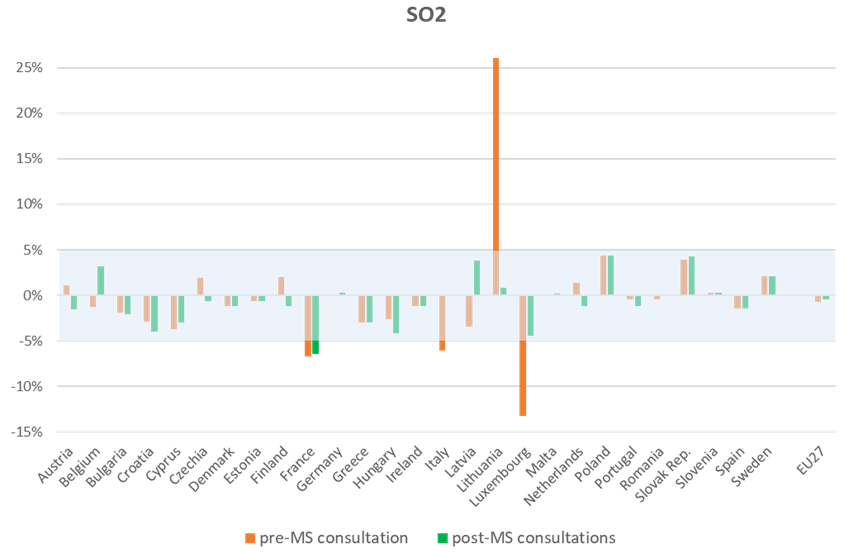 SO2
25%
20%
15%
10%
5%
0%
-5%
-10%
-15%
Austria
Belgium
Bulgaria
Croatia
Cyprus
Czechia
Denmark
Estonia
Finland
France
Germany
Greece
Hungary
Ireland
Italy
Latvia
Lithuania
Luxembourg
Malta
Netherlands
Poland
Portugal
Romania
Slovak Rep.
Slovenia
Spain
Sweden
EU27
pre-MS consultation
post-MS consultations